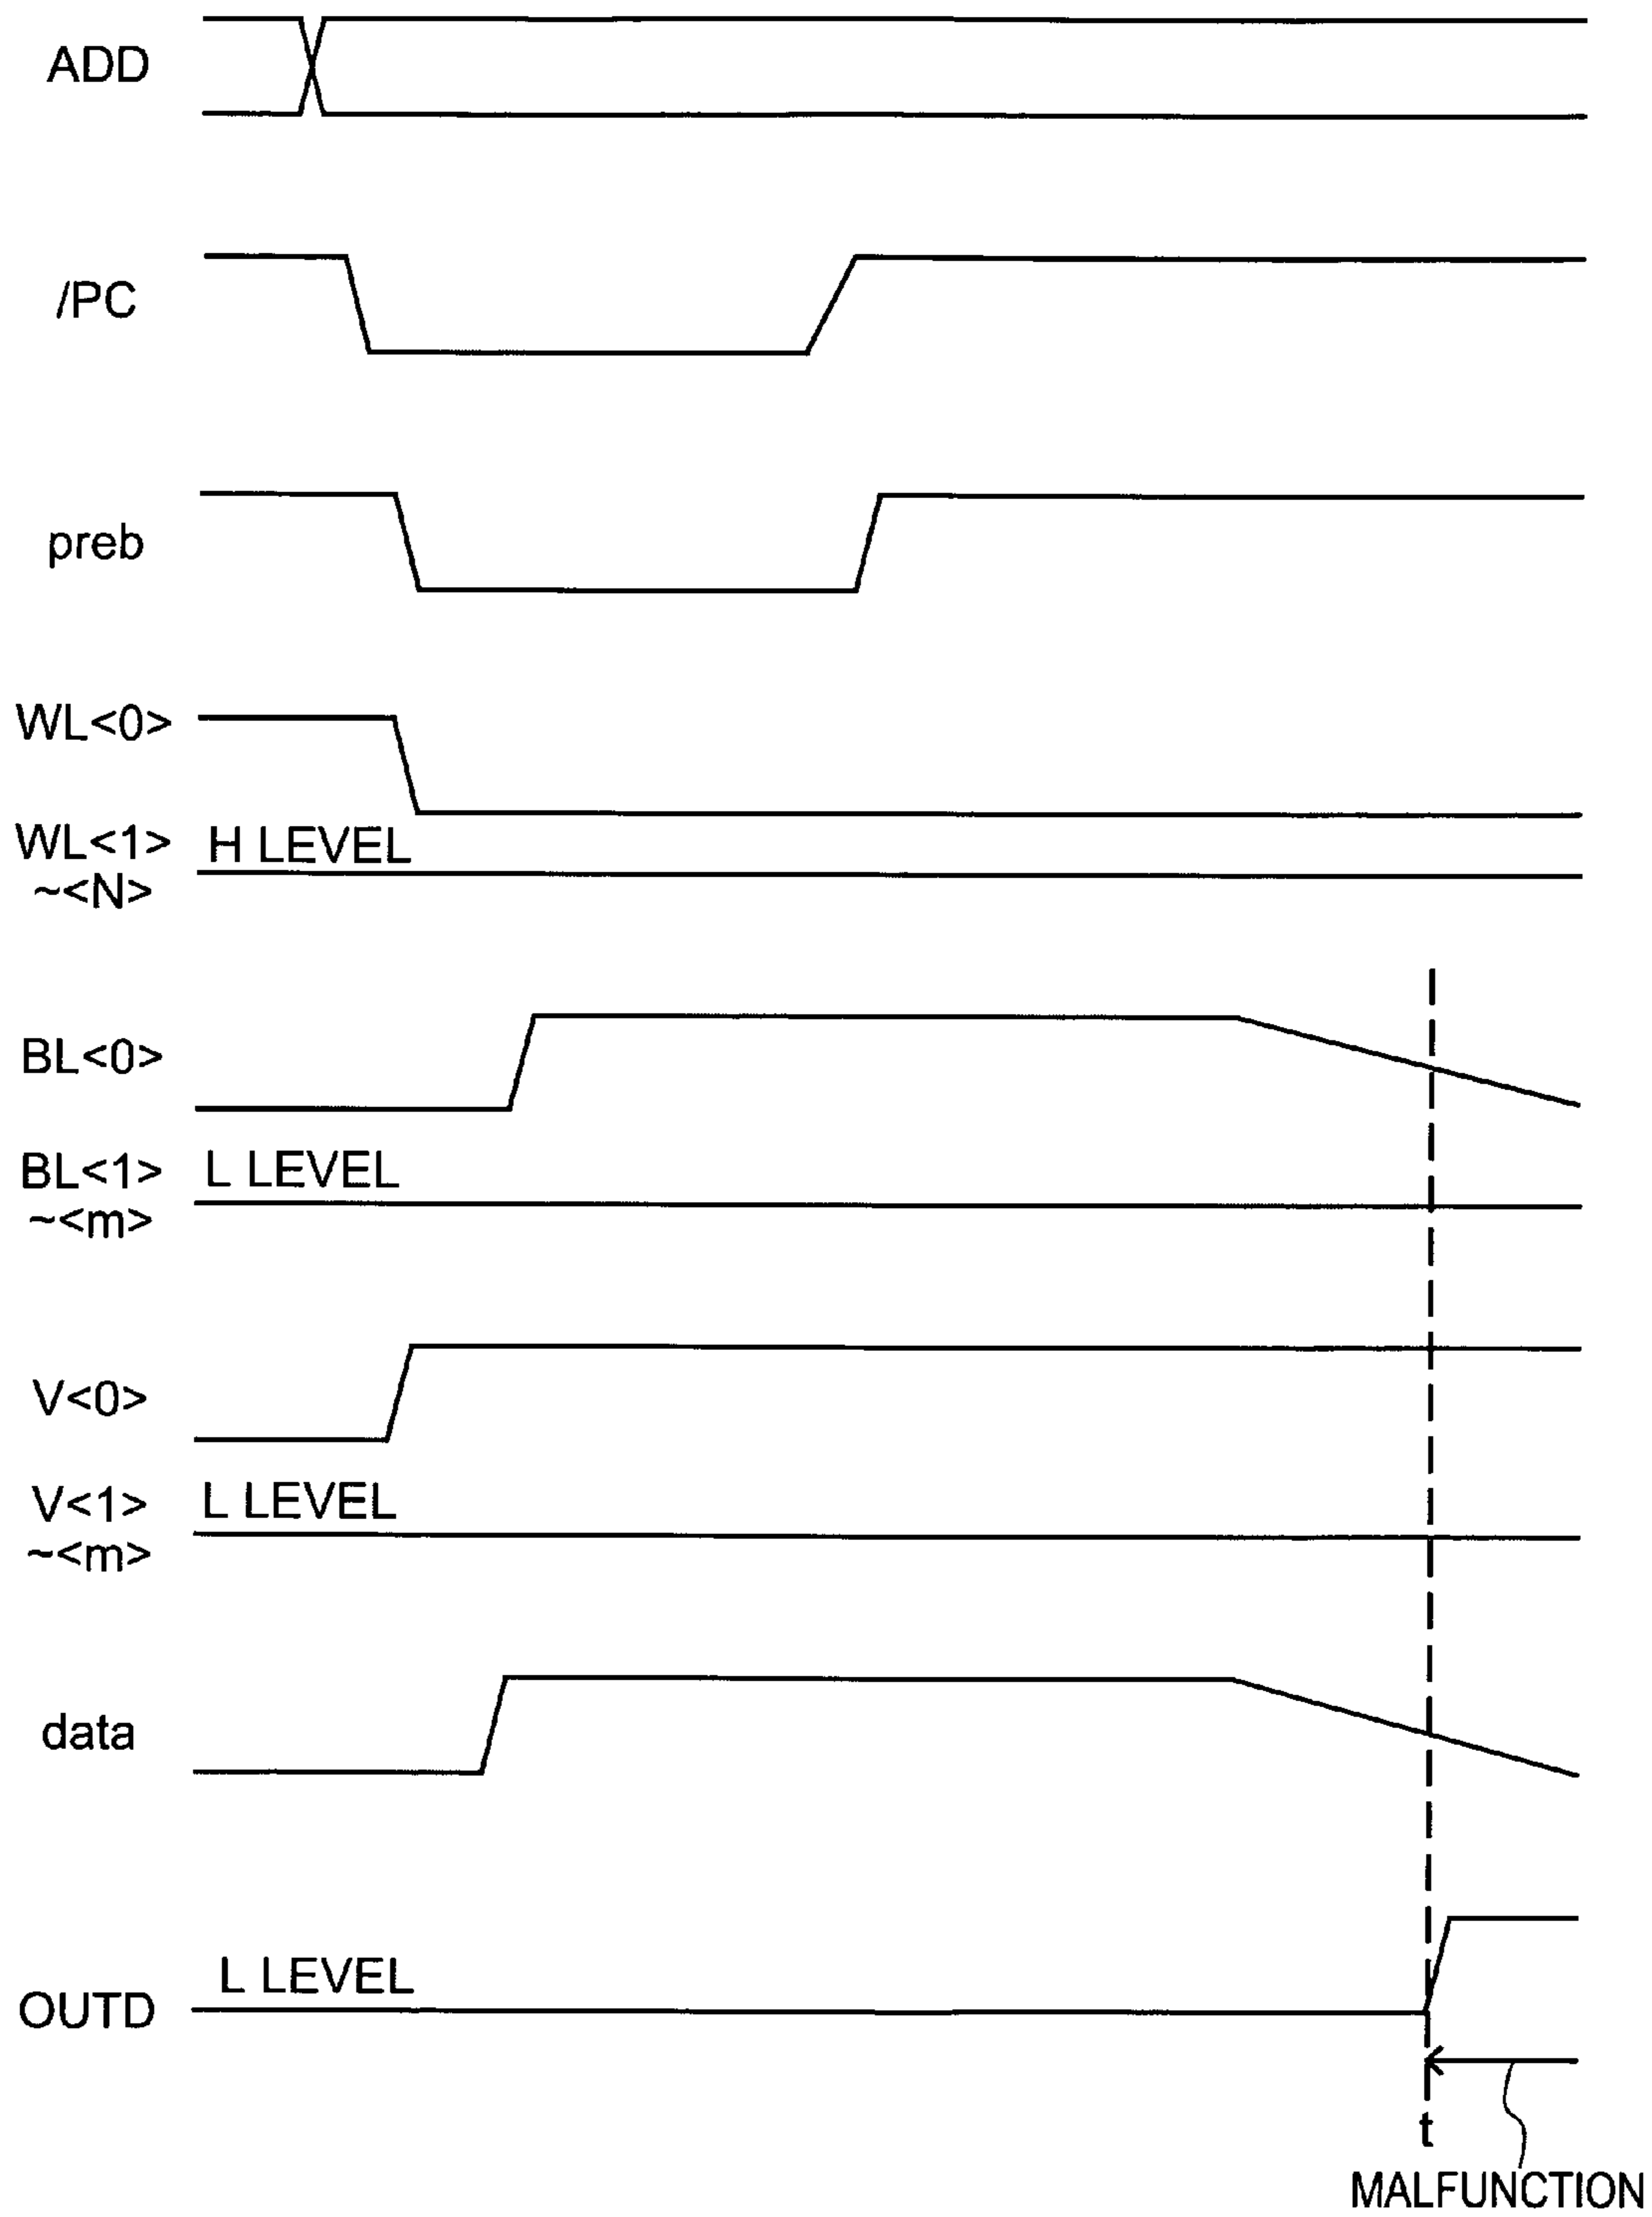 ADD
/PC
preb
WL<0>
WL<1> H LEVEL
~<N>
BL<0>
BL<1> L LEVEL
~<m>
V<0>
V<1> L LEVEL
~<m>
data
L LEVEL
OUTD
t
MALFUNCTION